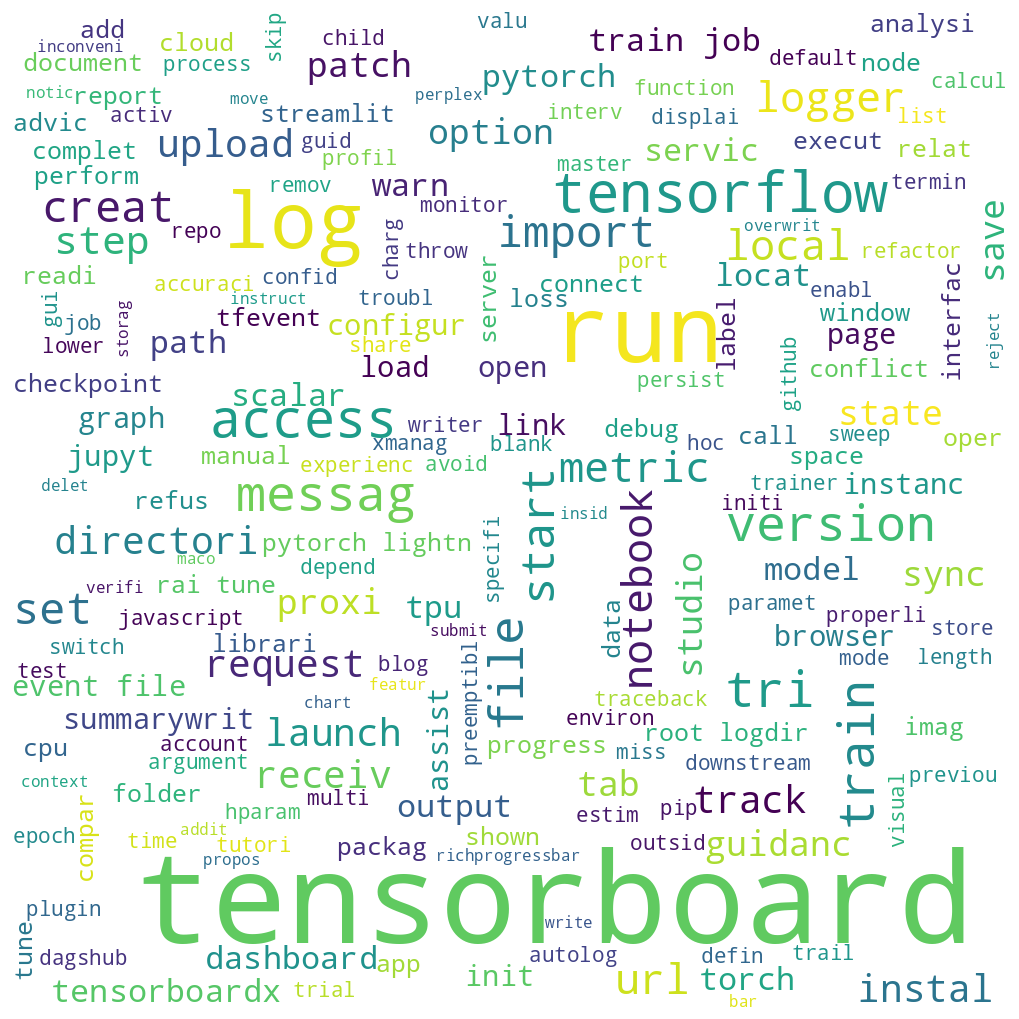 add
inconveni
document
cloud
process
skip
child
patch
valu
train job
default
analysi
node
pytorch
function
calcul
notic
report
move
perplex
logger
list
advic
activ
streamlit
guid
option
interv
displai
execut
relat
complet
upload
profil
master
servic
perform
remov
warn
tensorflow
termin
creat
repo
log
monitor
import
overwrit
save
step
charg
throw
port
local
refactor
readi
accuraci
confid
server
connect
locat
interfac
gui
instruct
troubl
loss
enabl
job
storag
tfevent
configur
run
label
window
reject
lower
path
share
page
load
open
persist
github
conflict
checkpoint
scalar
graph
access
writer
link
debug
call
sweep
state
oper
jupyt
manual
xmanag
blank
hoc
space
experienc
avoid
metric
trainer
instanc
delet
refus
messag
start
insid
notebook
initi
version
directori
pytorch lightn
specifi
maco
depend
studio
model
sync
verifi
rai tune
set
javascript
proxi
tpu
data
paramet
properli
switch
librari
submit
file
browser
store
test
request
blog
preemptibl
mode
length
event file
featur
traceback
tri
train
chart
summarywrit
assist
environ
root logdir
imag
cpu
account
launch
progress
miss
downstream
argument
context
receiv
tab
previou
folder
multi
visual
hparam
output
estim
pip
track
epoch
compar
time
addit
tutori
shown
outsid
guidanc
propos
packag
richprogressbar
tensorboard
plugin
write
tune
dagshub
dashboard
app
autolog
defin
trail
init
url
torch
tensorboardx
trial
bar
instal